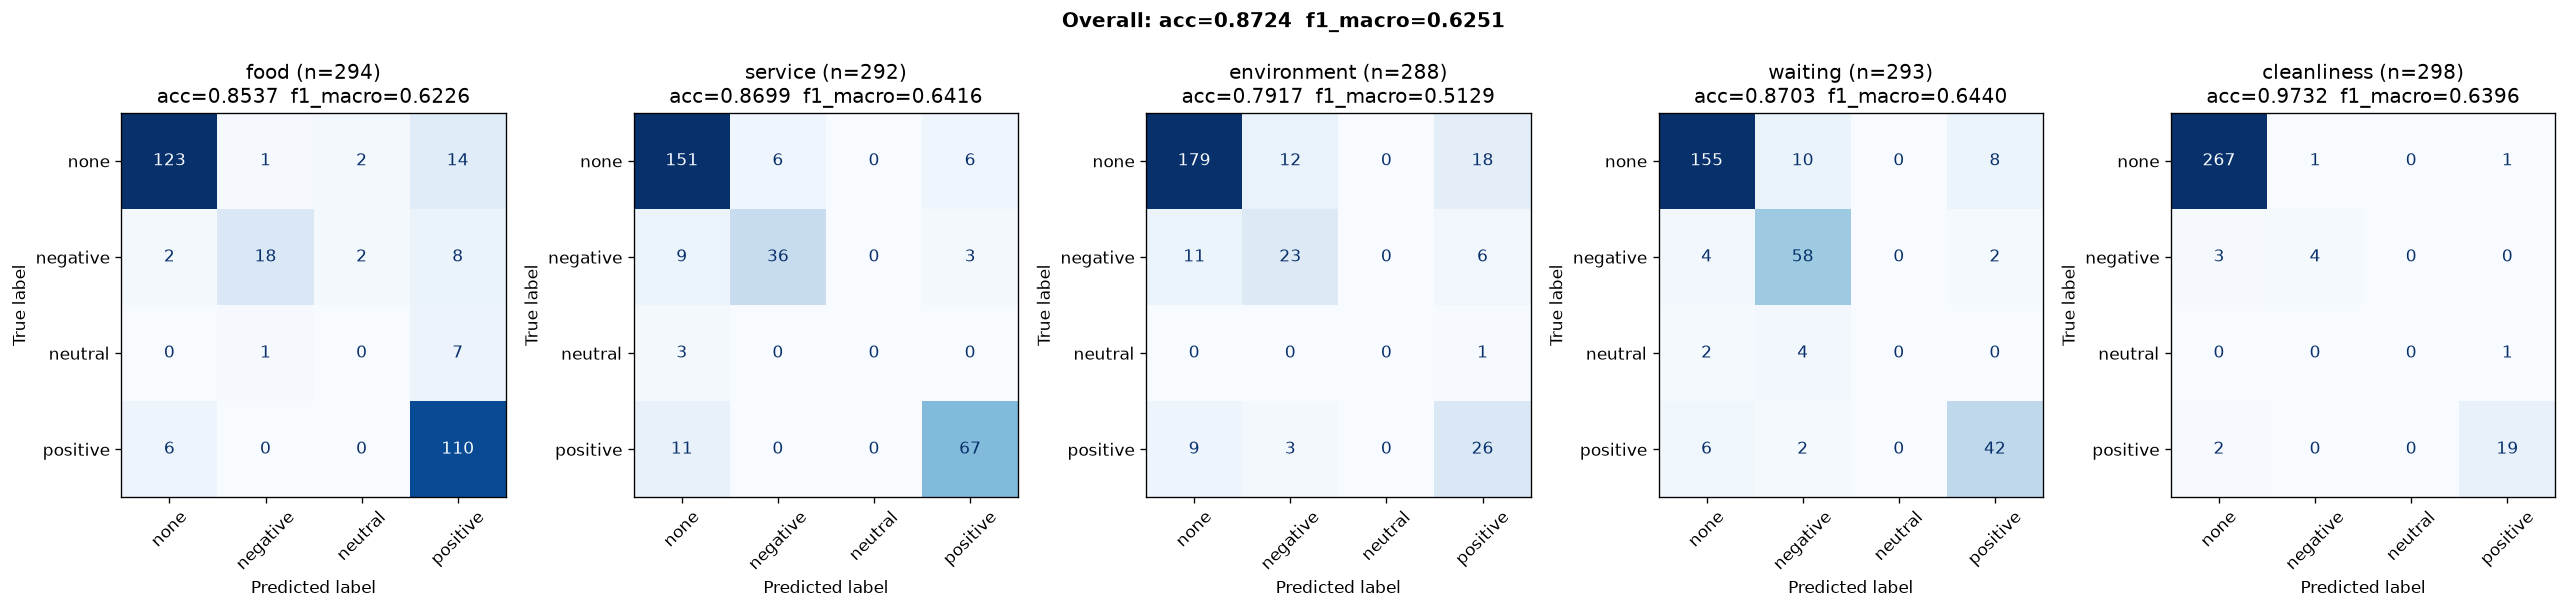 Overall: acc=0.8724  f1_macro=0.6251
food (n=294)
acc=0.8537  f1_macro=0.6226
none 123 1 2 14
negative 2 18 2 8
neutral 0 1 0 7
positive 6 0 0 110
True label
none negative neutral positive
Predicted label
service (n=292)
acc=0.8699  f1_macro=0.6416
none 151 6 0 6
negative 9 36 0 3
neutral 3 0 0 0
positive 11 0 0 67
True label
none negative neutral positive
Predicted label
environment (n=288)
acc=0.7917  f1_macro=0.5129
none 179 12 0 18
negative 11 23 0 6
neutral 0 0 0 1
positive 9 3 0 26
True label
none negative neutral positive
Predicted label
waiting (n=293)
acc=0.8703  f1_macro=0.6440
none 155 10 0 8
negative 4 58 0 2
neutral 2 4 0 0
positive 6 2 0 42
True label
none negative neutral positive
Predicted label
cleanliness (n=298)
acc=0.9732  f1_macro=0.6396
none 267 1 0 1
negative 3 4 0 0
neutral 0 0 0 1
positive 2 0 0 19
True label
none negative neutral positive
Predicted label